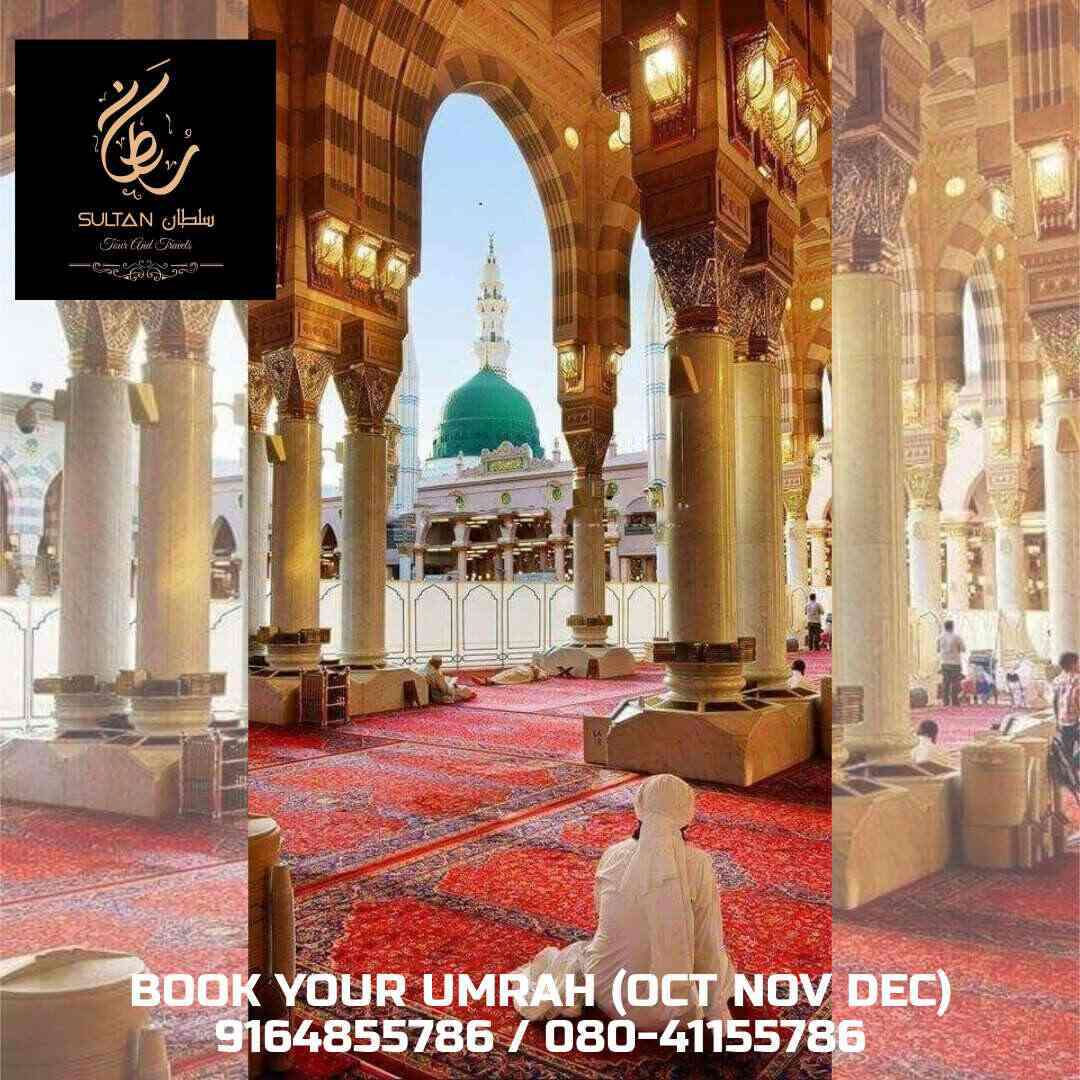 سلطان
SULTAN سلطان
Tour And Travels
BOOK YOUR UMRAH (OCT NOV DEC)
9164855786 / 080-41155786